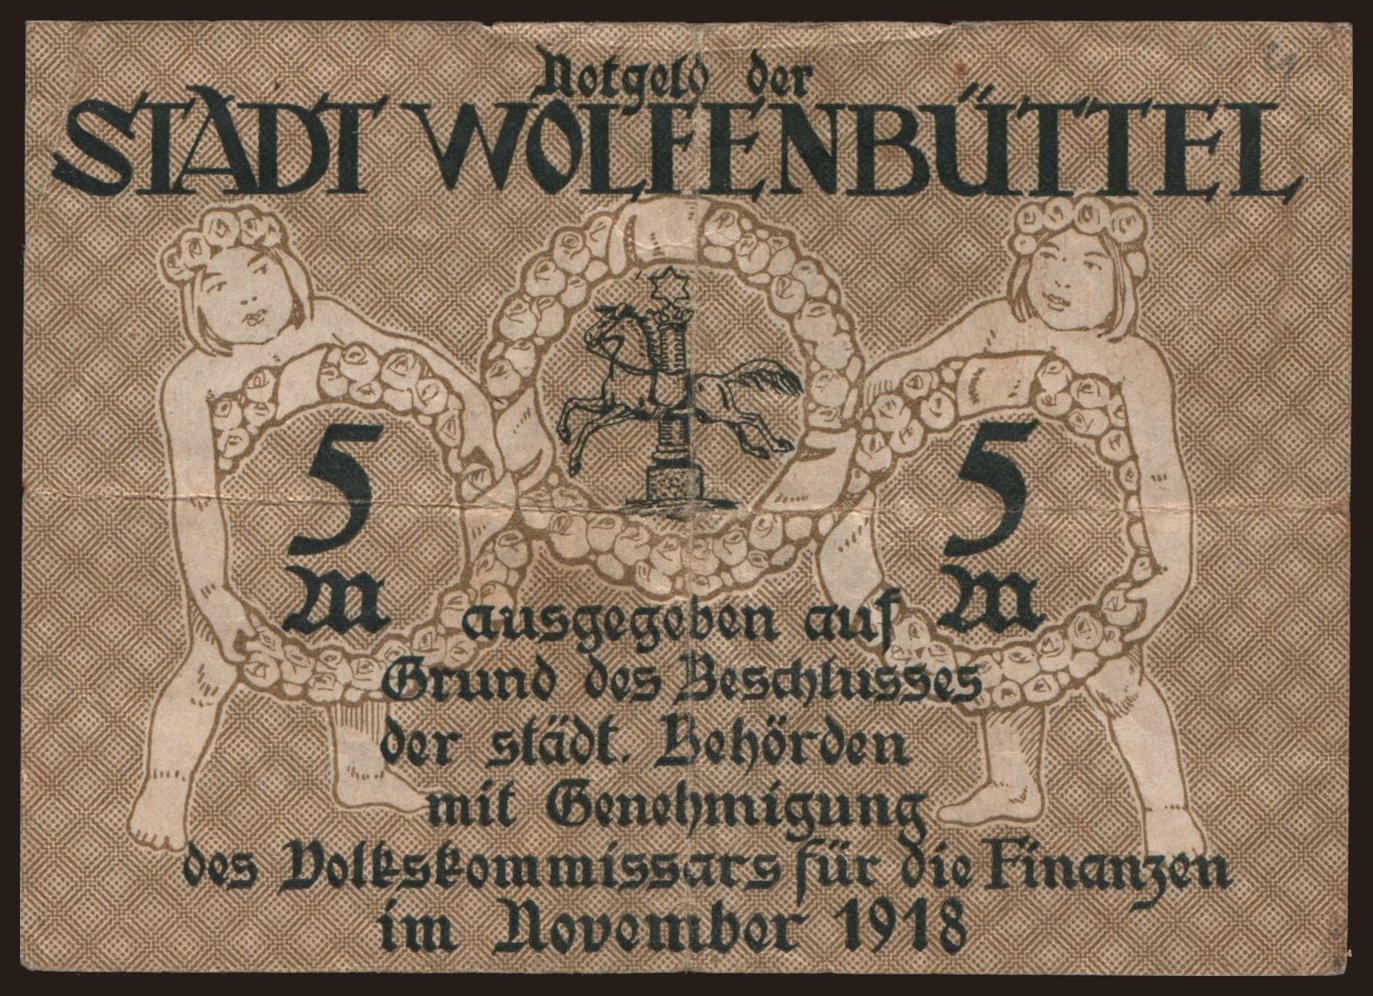 Notgeld der
STADT WOLFENBÜTTEL
5 5
M M
ausgegeben auf
Grund des Beschlusses
der städt. Behörden
mit Genehmigung
des Volkskommissars für die Finanzen
im November 1918